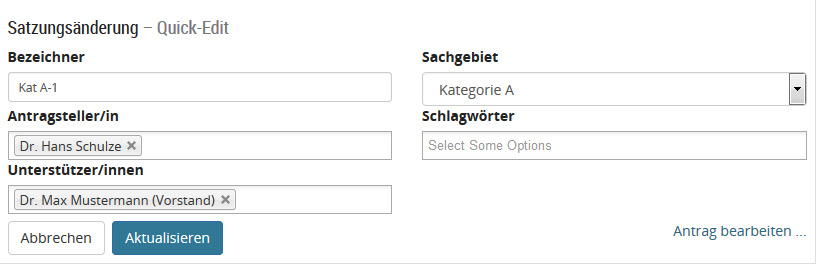 Satzungsänderung – Quick-Edit
Bezeichner
Kat A-1
Sachgebiet
Kategorie A
Antragsteller/in
Dr. Hans Schulze ×
Schlagwörter
Select Some Options
Unterstützer/innen
Dr. Max Mustermann (Vorstand) ×
Abbrechen
Aktualisieren
Antrag bearbeiten ...